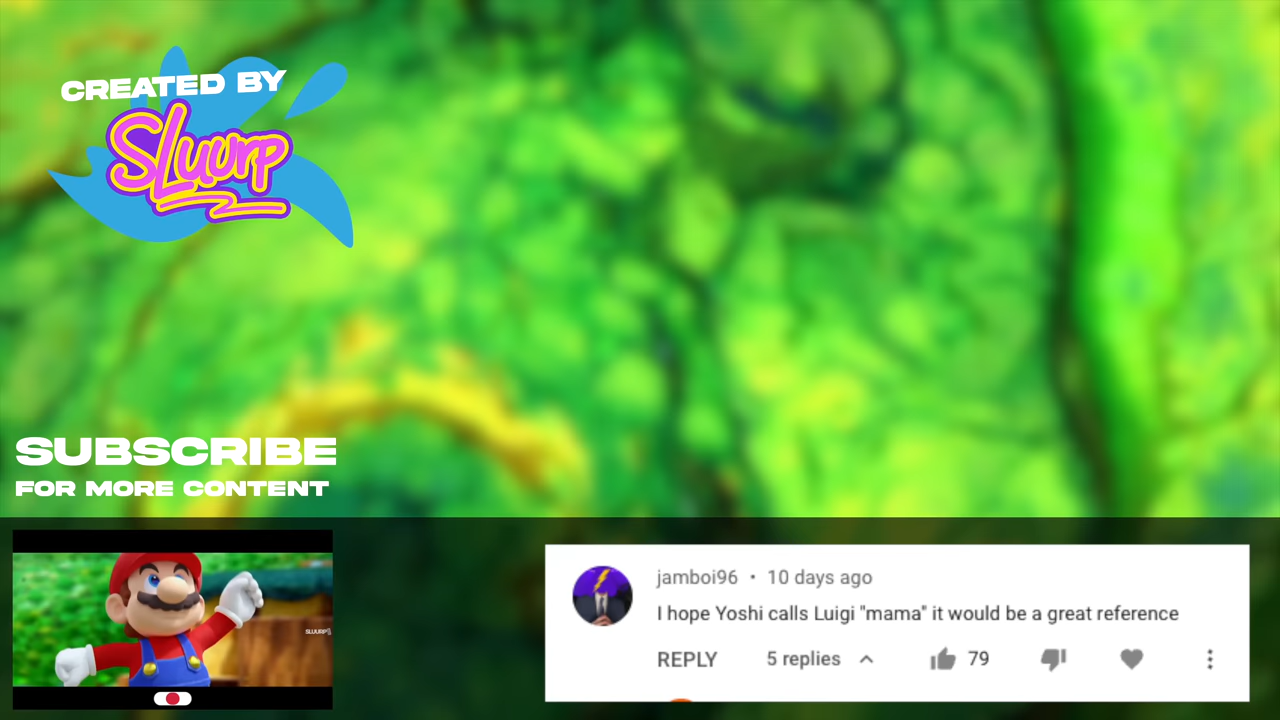 CREATED BY
SLuurp
SUBSCRIBE
FOR MORE CONTENT
SLUURP
jamboi96 • 10 days ago
I hope Yoshi calls Luigi "mama" it would be a great reference
REPLY 5 replies 79